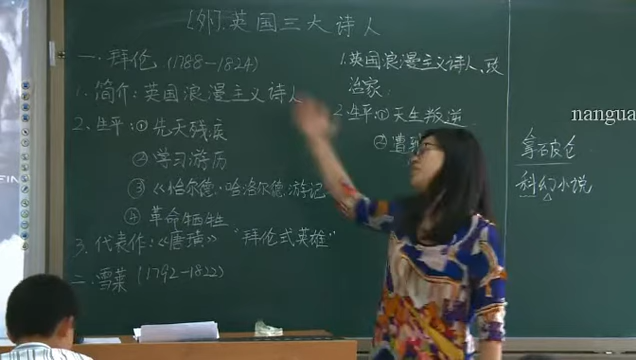 [外].英国三大诗人
一.拜伦 (1788-1824)
1.简介:英国浪漫主义诗人
2.生平:①先天残疾
②学习游历
③《恰尔德·哈洛尔德》游记
④革命牺牲
3.代表作:《唐璜》"拜伦式英雄"
二.雪莱 (1792-1822)
1.英国浪漫主义诗人、政
治家
2.生平:①天生叛逆
②遭
拿破仑
科幻小说
nangua